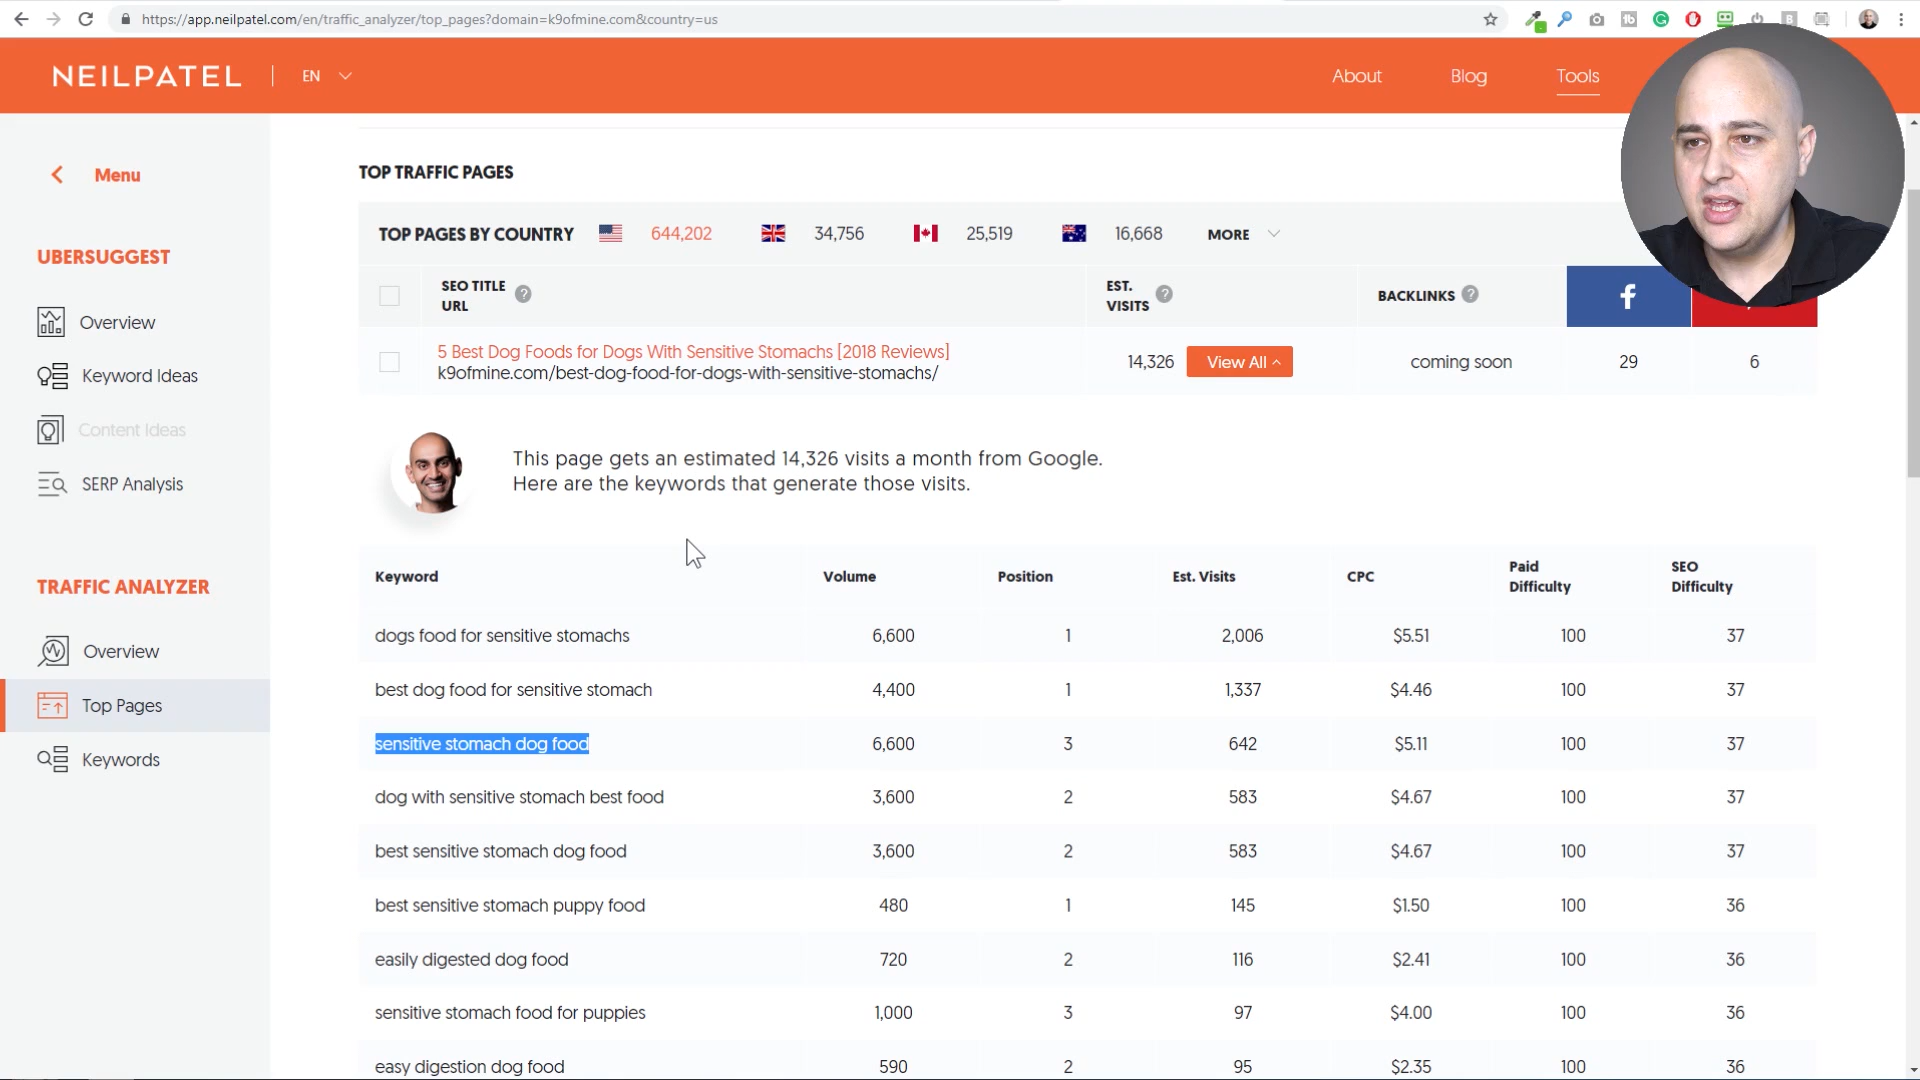 https://app.neilpatel.com/en/traffic_analyzer/top_pages?domain=k9ofmine.com&country=us
NEILPATEL
EN
About
Blog
Tools
Menu
UBERSUGGEST
Overview
Keyword Ideas
Content Ideas
SERP Analysis
TRAFFIC ANALYZER
Overview
Top Pages
Keywords
TOP TRAFFIC PAGES
TOP PAGES BY COUNTRY 644,202 34,756 25,519 16,668 MORE
SEO TITLE
URL
EST.
VISITS
BACKLINKS
5 Best Dog Foods for Dogs With Sensitive Stomachs [2018 Reviews]
k9ofmine.com/best-dog-food-for-dogs-with-sensitive-stomachs/
14,326 View All coming soon 29 6
This page gets an estimated 14,326 visits a month from Google.
Here are the keywords that generate those visits.
Keyword Volume Position Est. Visits CPC Paid Difficulty SEO Difficulty
dogs food for sensitive stomachs 6,600 1 2,006 $5.51 100 37
best dog food for sensitive stomach 4,400 1 1,337 $4.46 100 37
sensitive stomach dog food 6,600 3 642 $5.11 100 37
dog with sensitive stomach best food 3,600 2 583 $4.67 100 37
best sensitive stomach dog food 3,600 2 583 $4.67 100 37
best sensitive stomach puppy food 480 1 145 $1.50 100 36
easily digested dog food 720 2 116 $2.41 100 36
sensitive stomach food for puppies 1,000 3 97 $4.00 100 36
easy digestion dog food 590 2 95 $2.35 100 36